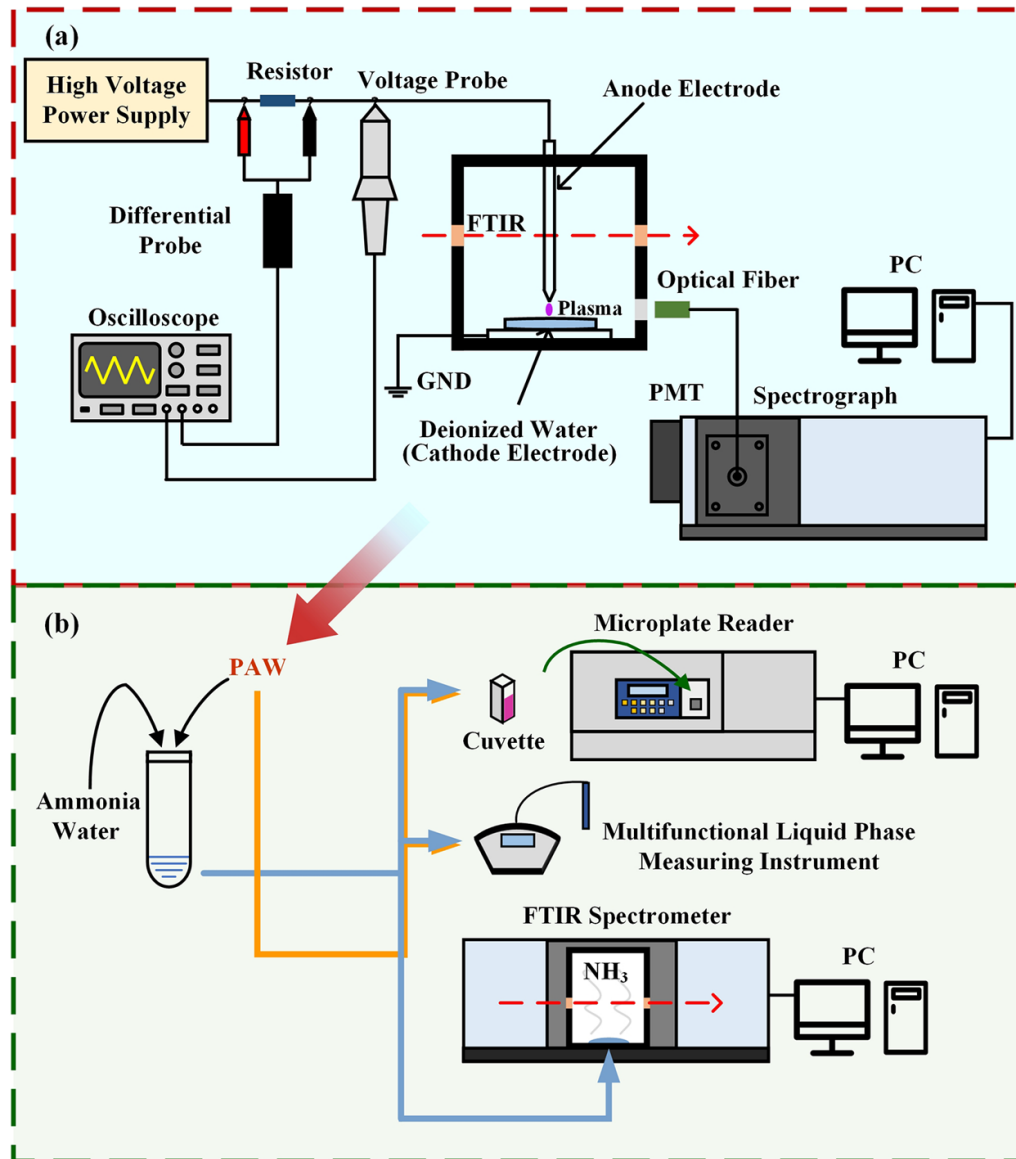 (a)
High Voltage
Power Supply
Resistor
Voltage Probe
Anode Electrode
Differential
Probe
FTIR
Optical Fiber
PC
Plasma
Oscilloscope
GND
PMT
Spectrograph
Deionized Water
(Cathode Electrode)
(b)
Microplate Reader
PAW
PC
Cuvette
Ammonia
Water
Multifunctional Liquid Phase
Measuring Instrument
FTIR Spectrometer
PC
NH₃